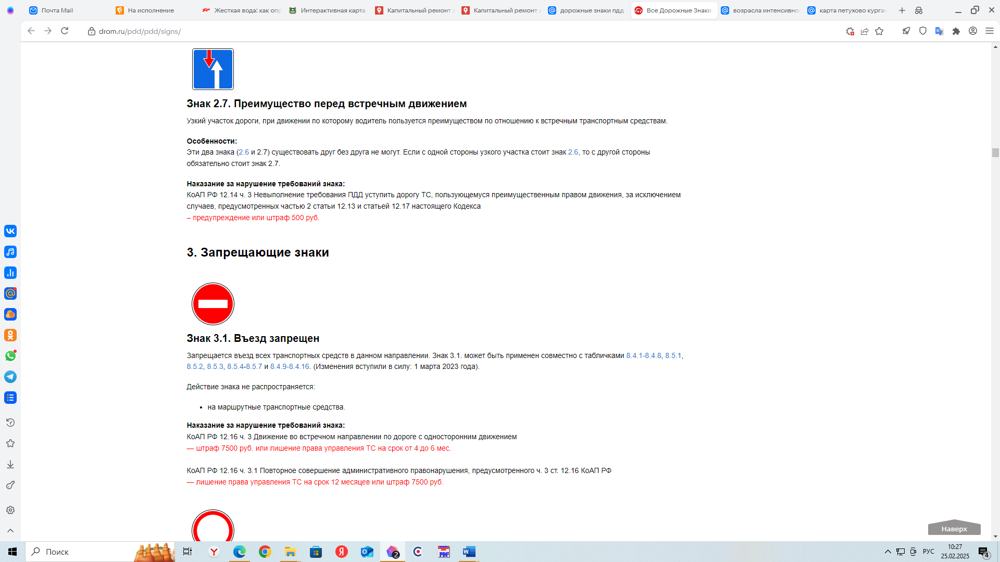 Почта Mail
На исполнение
Жесткая вода: как опр
Интерактивная карта
Капитальный ремонт а
Капитальный ремонт а
дорожные знаки пдд -
Все Дорожные Знаки
возрасла интенсивнос
карта петухово курган
drom.ru/pdd/pdd/signs/
Знак 2.7. Преимущество перед встречным движением
Узкий участок дороги, при движении по которому водитель пользуется преимуществом по отношению к встречным транспортным средствам.
Особенности:
Эти два знака (2.6 и 2.7) существовать друг без друга не могут. Если с одной стороны узкого участка стоит знак 2.6, то с другой стороны
обязательно стоит знак 2.7.
Наказание за нарушение требований знака:
КоАП РФ 12.14 ч. 3 Невыполнение требования ПДД уступить дорогу ТС, пользующемуся преимущественным правом движения, за исключением
случаев, предусмотренных частью 2 статьи 12.13 и статьей 12.17 настоящего Кодекса
– предупреждение или штраф 500 руб.
3. Запрещающие знаки
Знак 3.1. Въезд запрещен
Запрещается въезд всех транспортных средств в данном направлении. Знак 3.1. может быть применен совместно с табличками 8.4.1-8.4.8, 8.5.1,
8.5.2, 8.5.3, 8.5.4-8.5.7 и 8.4.9-8.4.16. (Изменения вступили в силу: 1 марта 2023 года).
Действие знака не распространяется:
• на маршрутные транспортные средства.
Наказание за нарушение требований знака:
КоАП РФ 12.16 ч. 3 Движение во встречном направлении по дороге с односторонним движением
— штраф 7500 руб. или лишение права управления ТС на срок от 4 до 6 мес.
КоАП РФ 12.16 ч. 3.1 Повторное совершение административного правонарушения, предусмотренного ч. 3 ст. 12.16 КоАП РФ
— лишение права управления ТС на срок 12 месяцев или штраф 7500 руб.
Наверх
Поиск
2
PDF
РУС
10:27
25.02.2025
4